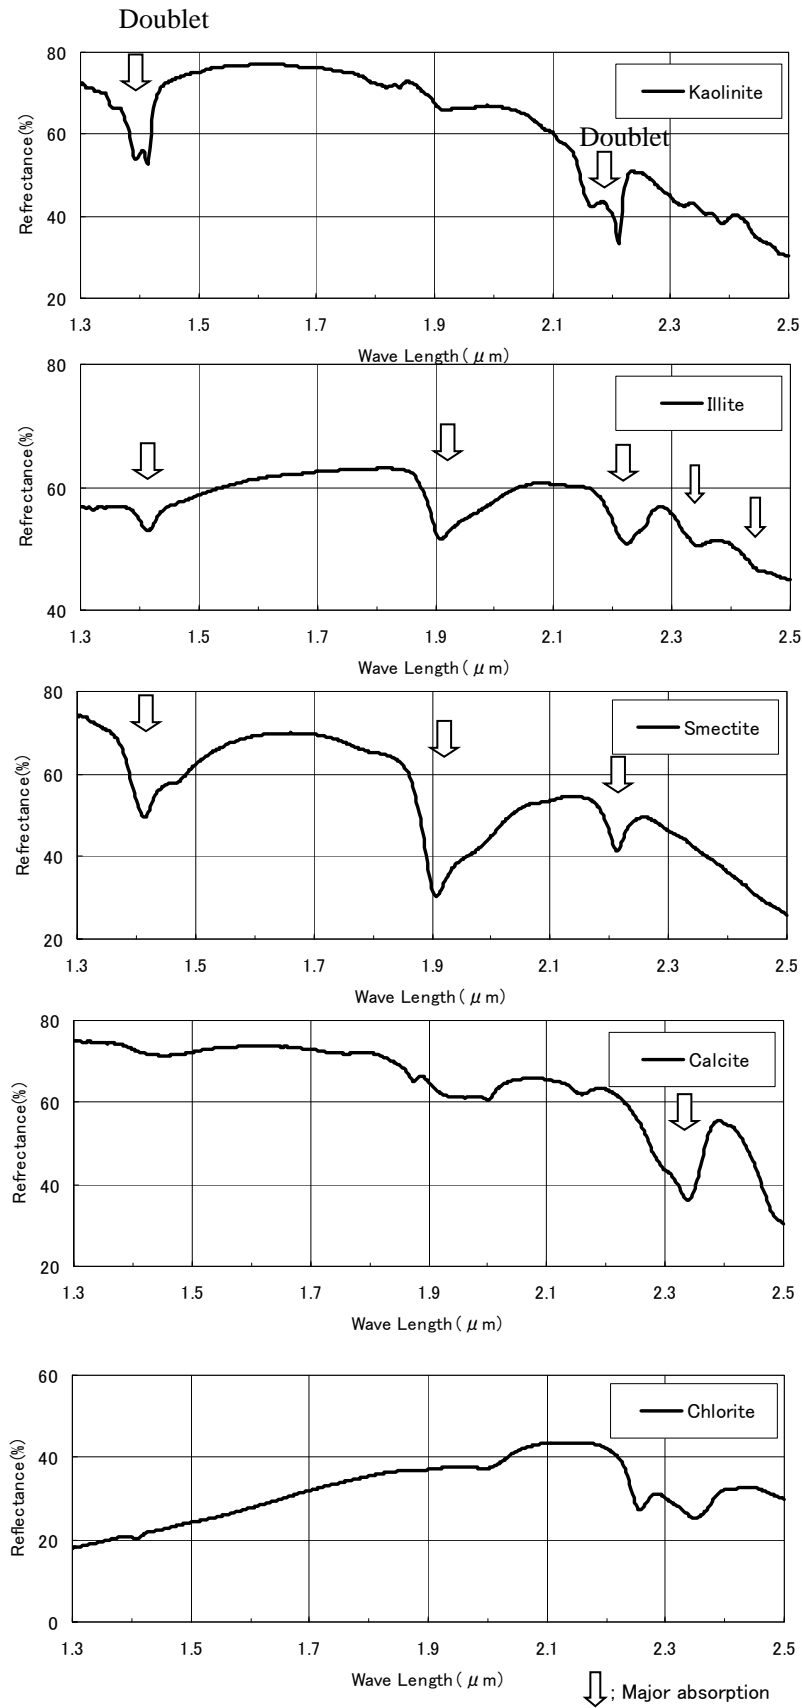 Doublet
80
60
40
20
Refrectance(%)
Kaolinite
Doublet
1.3 1.5 1.7 1.9 2.1 2.3 2.5
Wave Length( μ m)
80
60
40
Refrectance(%)
Illite
1.3 1.5 1.7 1.9 2.1 2.3 2.5
Wave Length( μ m)
80
60
40
20
Refrectance(%)
Smectite
1.3 1.5 1.7 1.9 2.1 2.3 2.5
Wave Length( μ m)
80
60
40
20
Refrectance(%)
Calcite
1.3 1.5 1.7 1.9 2.1 2.3 2.5
Wave Length( μ m)
60
40
20
0
Reflectance(%)
Chlorite
1.3 1.5 1.7 1.9 2.1 2.3 2.5
Wave Length( μ m)
; Major absorption